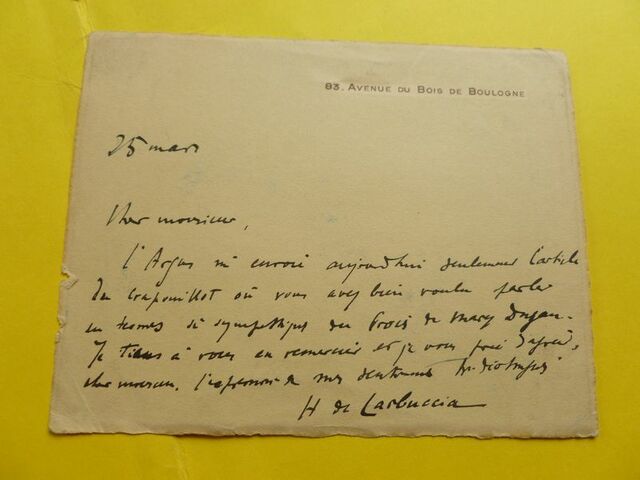 83. AVENUE DU BOIS DE BOULOGNE
25 mars
Cher monsieur,
L'Argus m'envoie aujourd'hui seulement l'article
du Crapouillot où vous avez bien voulu parler
en termes si sympathiques du Procès de Mary Dugan.
Je tiens à vous en remercier et je vous prie d'agréer,
cher monsieur, l'expression de mes sentiments très distingués
H de Carbuccia